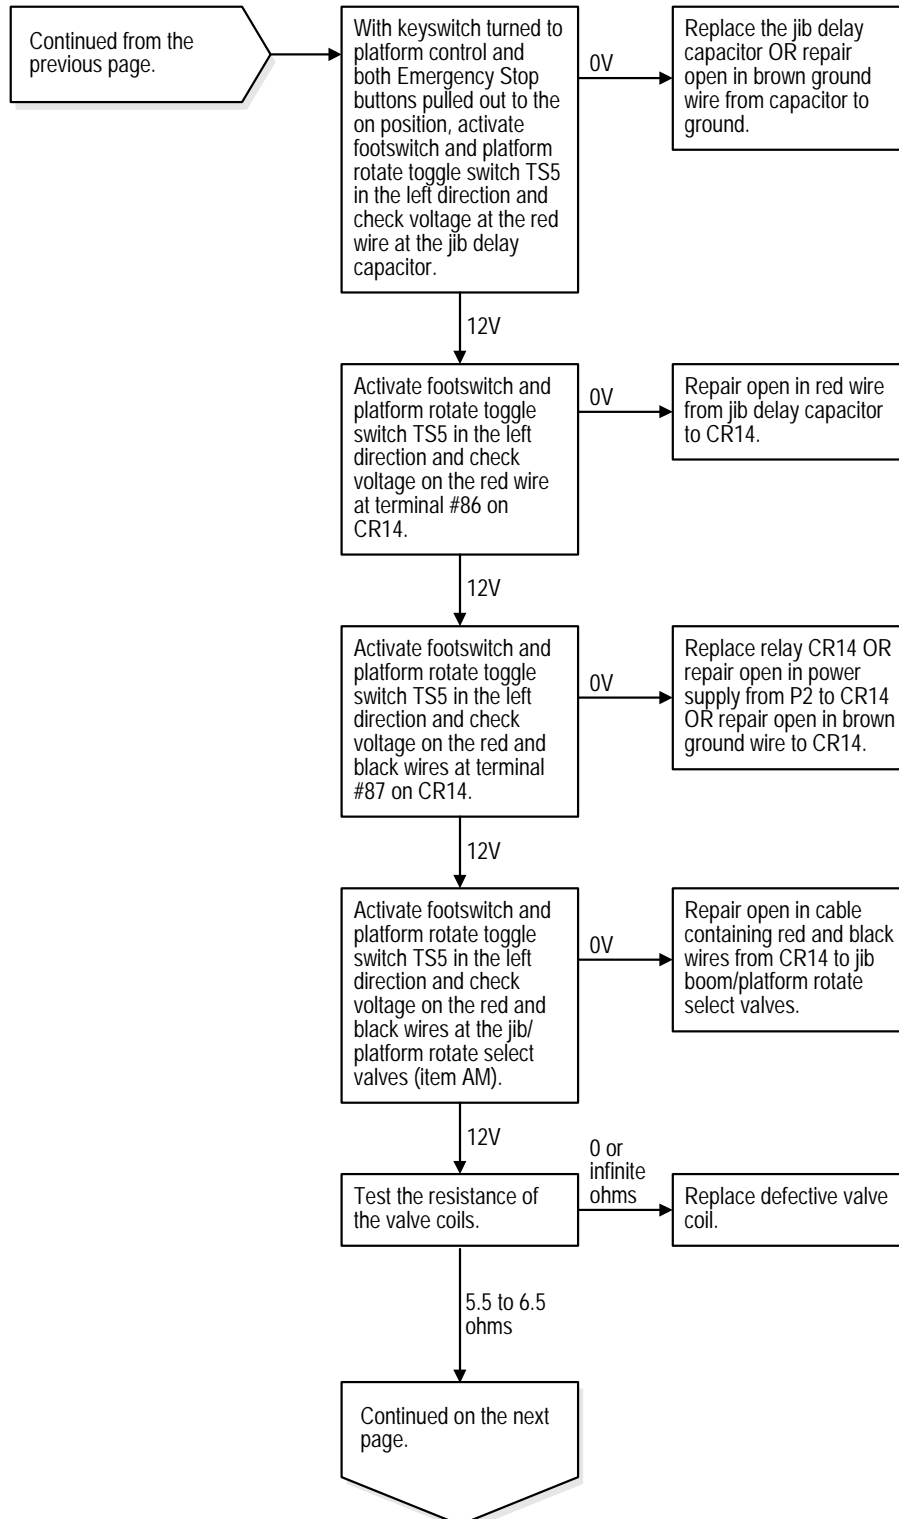 Continued from the
previous page.
With keyswitch turned to
platform control and
both Emergency Stop
buttons pulled out to the
on position, activate
footswitch and platform
rotate toggle switch TS5
in the left direction and
check voltage at the red
wire at the jib delay
capacitor.
0V
Replace the jib delay
capacitor OR repair
open in brown ground
wire from capacitor to
ground.
12V
Activate footswitch and
platform rotate toggle
switch TS5 in the left
direction and check
voltage on the red wire
at terminal #86 on
CR14.
0V
Repair open in red wire
from jib delay capacitor
to CR14.
12V
Activate footswitch and
platform rotate toggle
switch TS5 in the left
direction and check
voltage on the red and
black wires at terminal
#87 on CR14.
0V
Replace relay CR14 OR
repair open in power
supply from P2 to CR14
OR repair open in brown
ground wire to CR14.
12V
Activate footswitch and
platform rotate toggle
switch TS5 in the left
direction and check
voltage on the red and
black wires at the jib/
platform rotate select
valves (item AM).
0V
Repair open in cable
containing red and black
wires from CR14 to jib
boom/platform rotate
select valves.
12V
Test the resistance of
the valve coils.
0 or
infinite
ohms
Replace defective valve
coil.
5.5 to 6.5
ohms
Continued on the next
page.